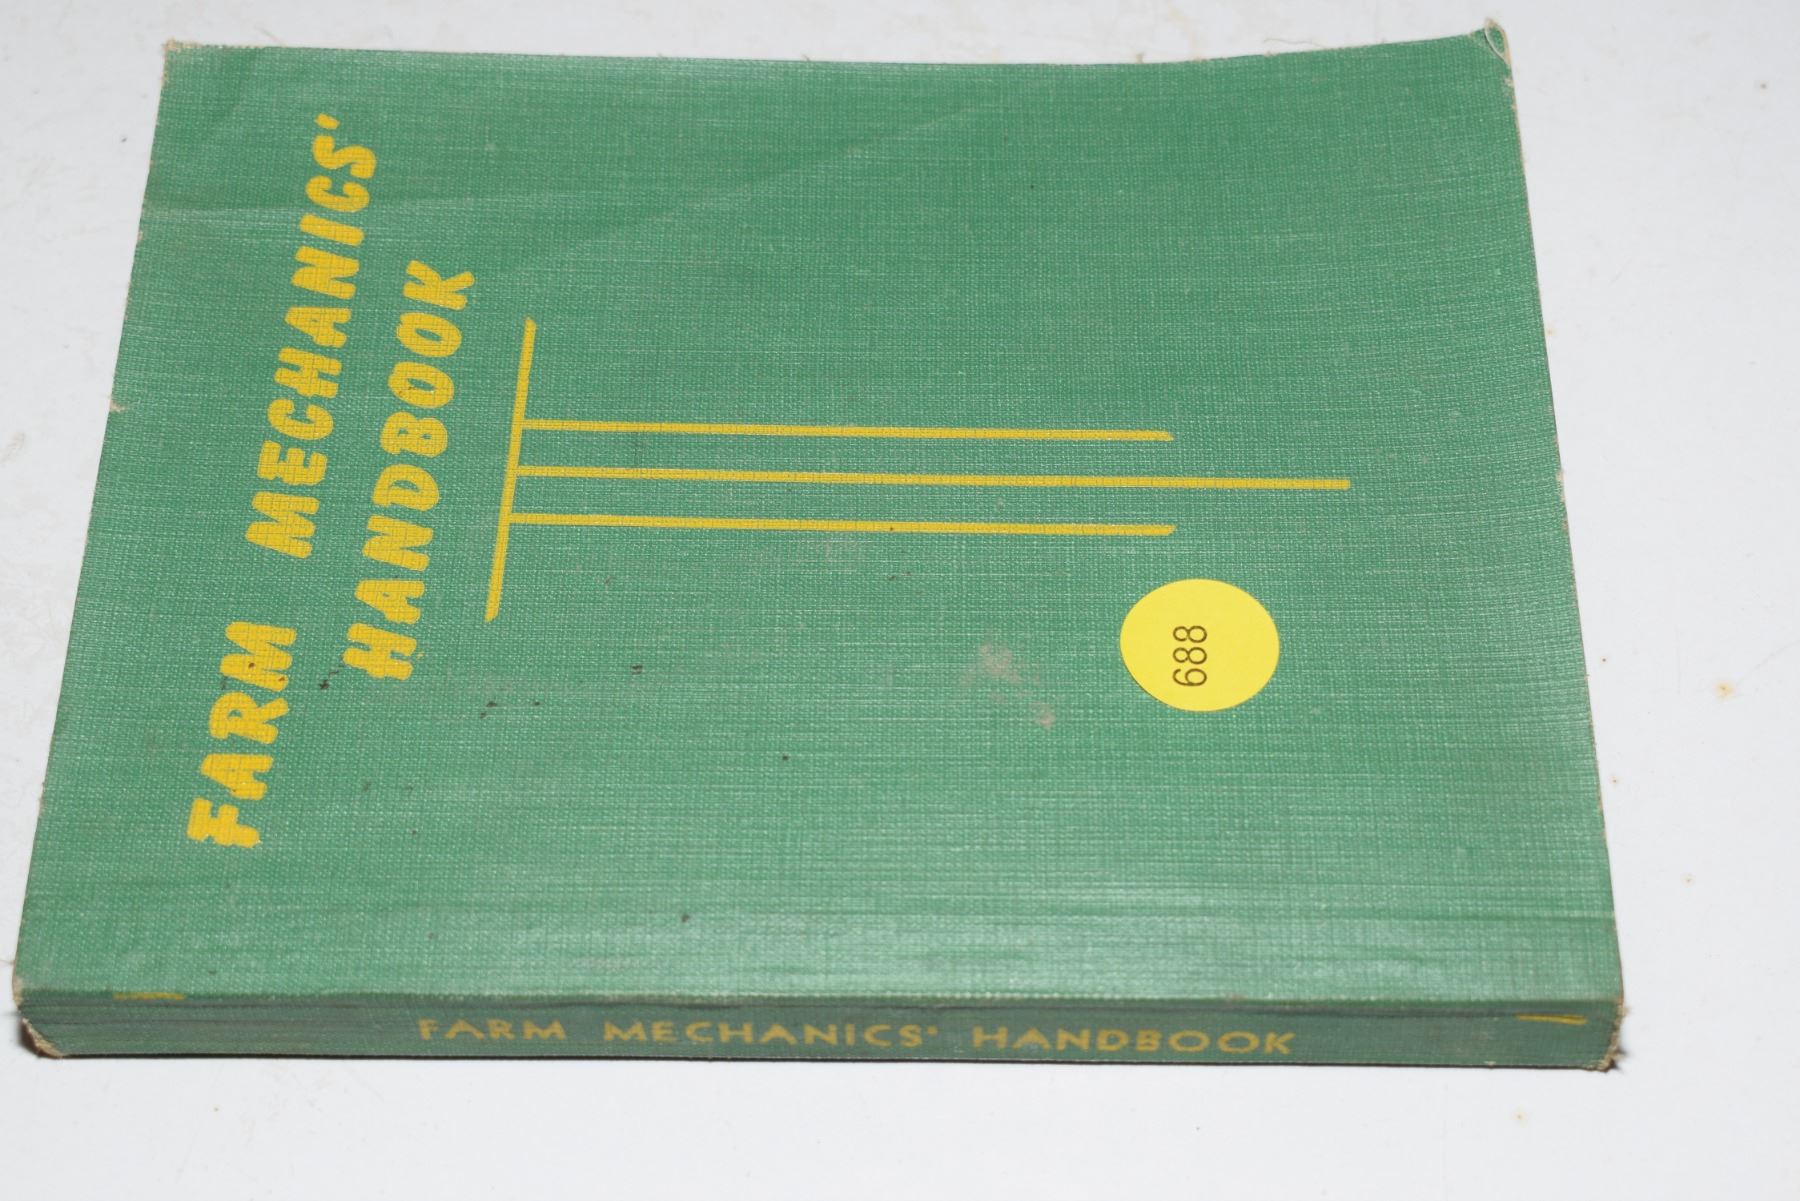 FARM MECHANICS'
HANDBOOK
688
FARM MECHANICS' HANDBOOK